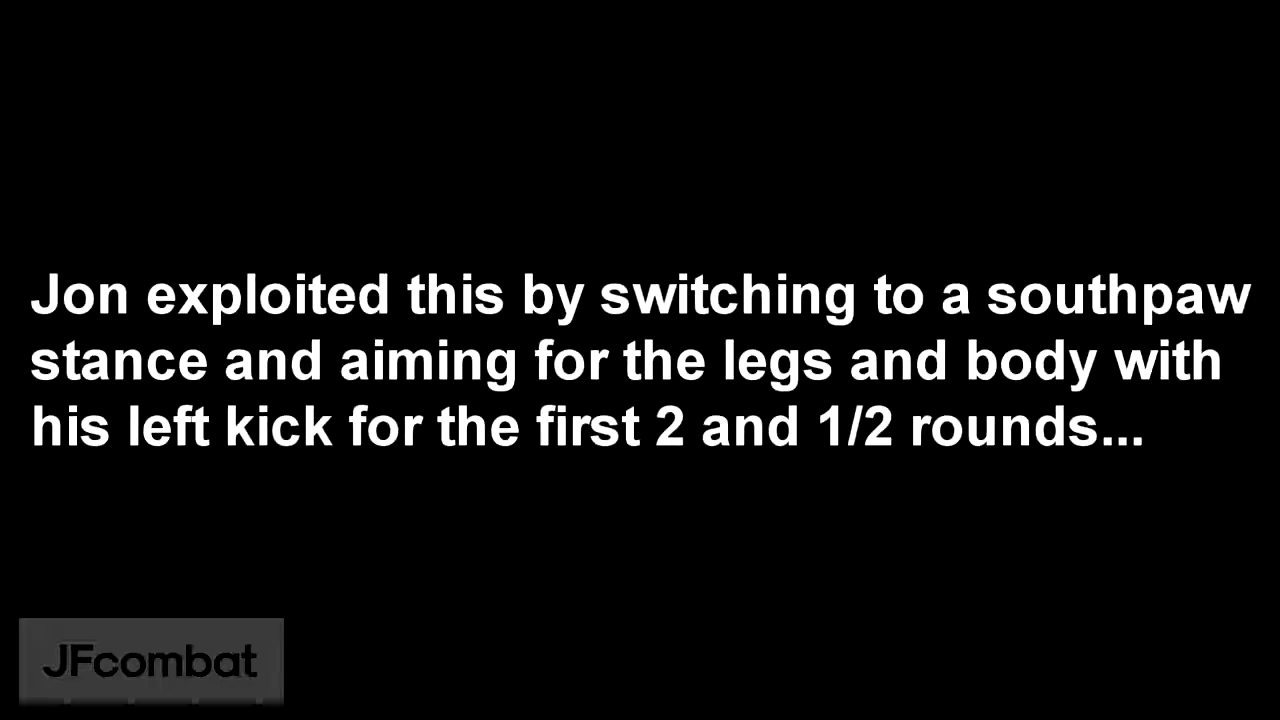 Jon exploited this by switching to a southpaw
stance and aiming for the legs and body with
his left kick for the first 2 and 1/2 rounds...
JFcombat